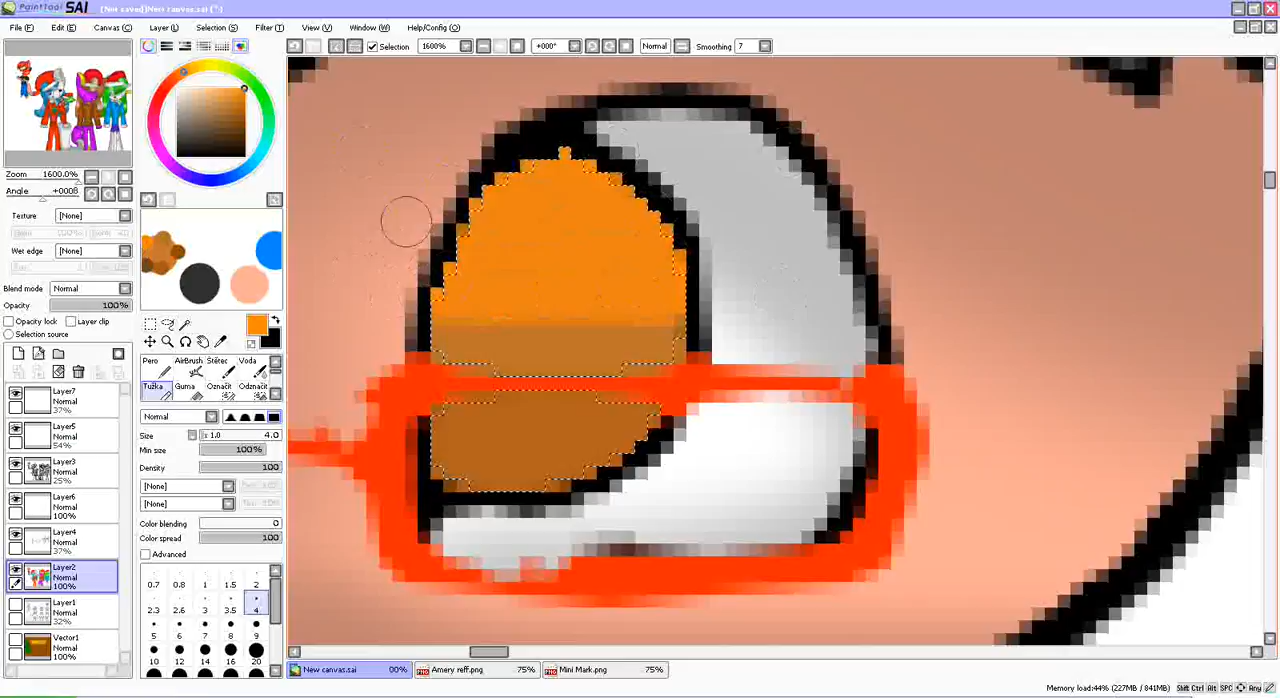 PaintTool SAI (Not saved)New canvas.sai (*)
File (F) Edit (E) Canvas (C) Layer (L) Selection (S) Filter (T) View (V) Window (W) Help/Config (O)
Selection 1600% +000° Normal Smoothing 7
Zoom 1600.0%
Angle +0008
Texture [None]
Wet edge [None]
Blend mode Normal
Opacity 100%
Opacity lock Layer clip
Selection source
Layer7
Normal
37%
Layer5
Normal
54%
Layer3
Normal
25%
Layer6
Normal
100%
Layer4
Normal
37%
Layer2
Normal
100%
Layer1
Normal
32%
Vector1
Normal
100%
Pero AirBrush Štětec Voda
Tužka Guma Označit Odznačit
Normal
Size x 1.0 4.0
Min size 100%
Density 100
[None]
[None]
Color blending 0
Color spread 100
Advanced
0.7 0.8 1 1.5 2
2.3 2.6 3 3.5 4
5 6 7 8 9
10 12 14 16 20
New canvas.sai 00% Amery reff.png 75% Mini Mark.png 75%
Memory load:44% (227MB / 841MB) Shift Ctrl Alt SPC Any